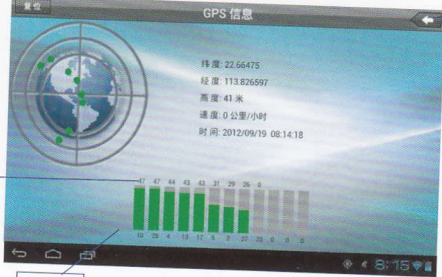 复位
GPS 信息
纬度: 22.66475
经度: 113.826597
高度: 41 米
速度: 0 公里/小时
时间: 2012/09/19 08:14:18
47 47 44 43 43 31 29 26 0
10 28 4 13 17 5 2 27 23 0 0 0
8:15